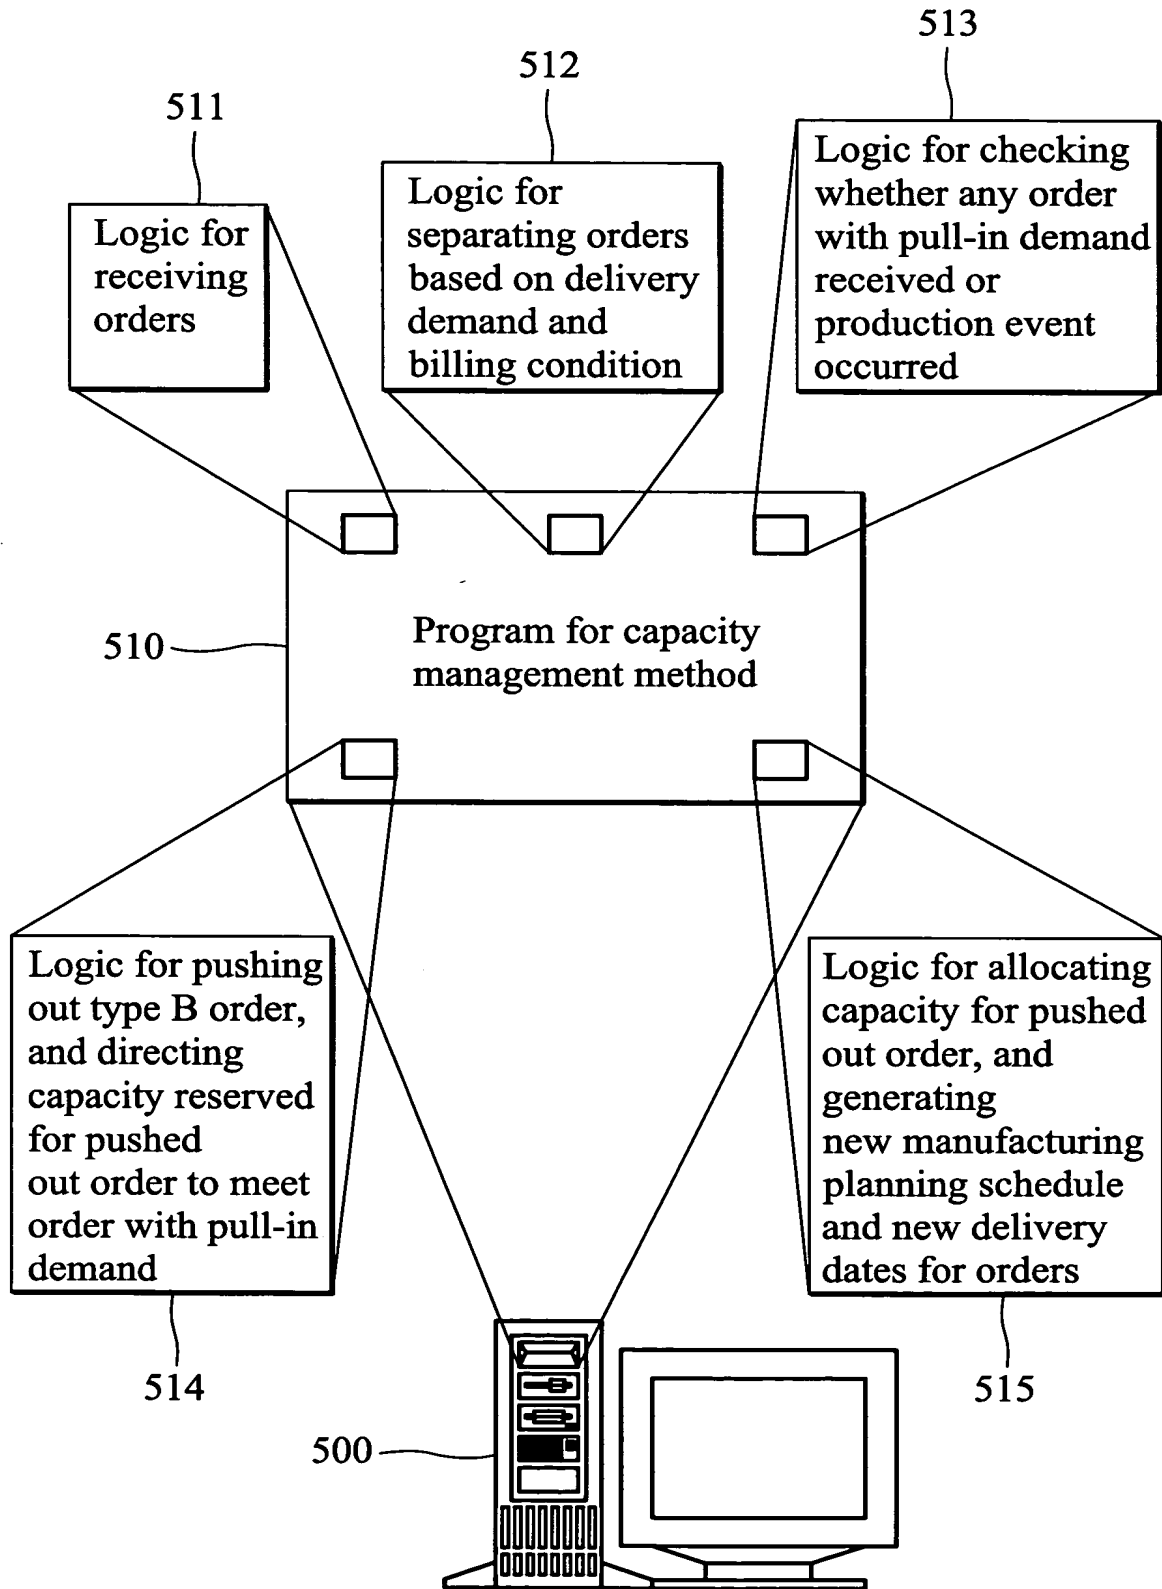 513
512
511
Logic for checking
whether any order
with pull-in demand
received or
production event
occurred
Logic for
separating orders
based on delivery
demand and
billing condition
Logic for
receiving
orders
510
Program for capacity
management method
Logic for pushing
out type B order,
and directing
capacity reserved
for pushed
out order to meet
order with pull-in
demand
Logic for allocating
capacity for pushed
out order, and
generating
new manufacturing
planning schedule
and new delivery
dates for orders
514
515
500